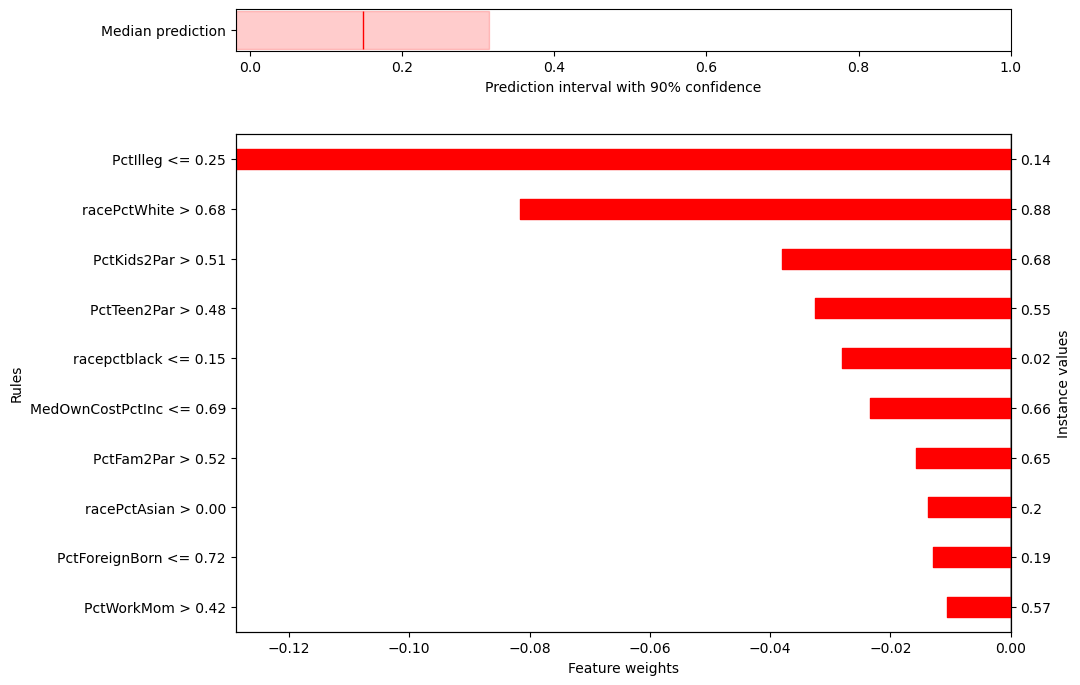 Median prediction
0.0 0.2 0.4 0.6 0.8 1.0
Prediction interval with 90% confidence
Rules
PctIlleg <= 0.25 0.14
racePctWhite > 0.68 0.88
PctKids2Par > 0.51 0.68
PctTeen2Par > 0.48 0.55
racepctblack <= 0.15 0.02
MedOwnCostPctInc <= 0.69 0.66
PctFam2Par > 0.52 0.65
racePctAsian > 0.00 0.2
PctForeignBorn <= 0.72 0.19
PctWorkMom > 0.42 0.57
Instance values
−0.12 −0.10 −0.08 −0.06 −0.04 −0.02 0.00
Feature weights